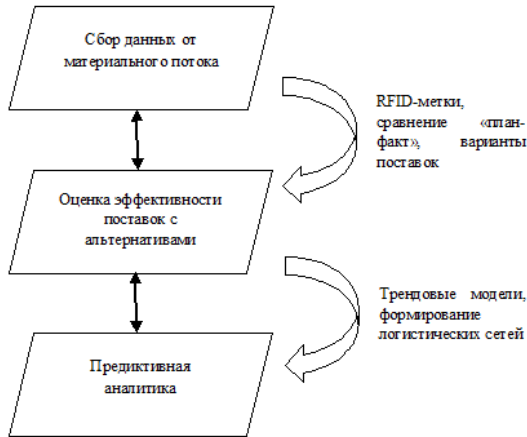 Сбор данных от
материального потока
RFID-метки,
сравнение «план-
факт», варианты
поставок
Оценка эффективности
поставок с
альтернативами
Трендовые модели,
формирование
логистических сетей
Предиктивная
аналитика